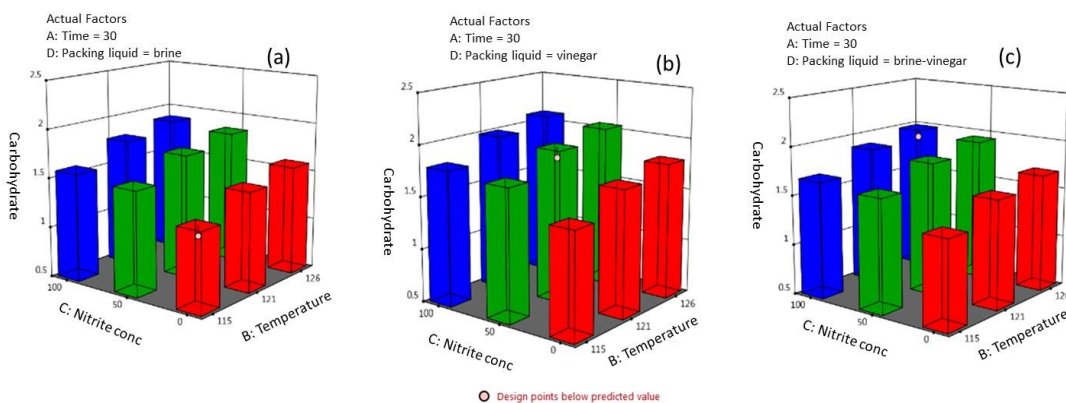 Actual Factors
A: Time = 30
D: Packing liquid = brine
(a)
2.5
2
1.5
1
0.5
Carbohydrate
100
50
0
C: Nitrite conc
115
121
126
B: Temperature
Actual Factors
A: Time = 30
D: Packing liquid = vinegar
(b)
2.5
2
1.5
1
0.5
Carbohydrate
100
50
0
C: Nitrite conc
115
121
126
B: Temperature
Actual Factors
A: Time = 30
D: Packing liquid = brine-vinegar
(c)
2.5
2
1.5
1
0.5
Carbohydrate
100
50
0
C: Nitrite conc
115
121
B: Temperature
Design points below predicted value